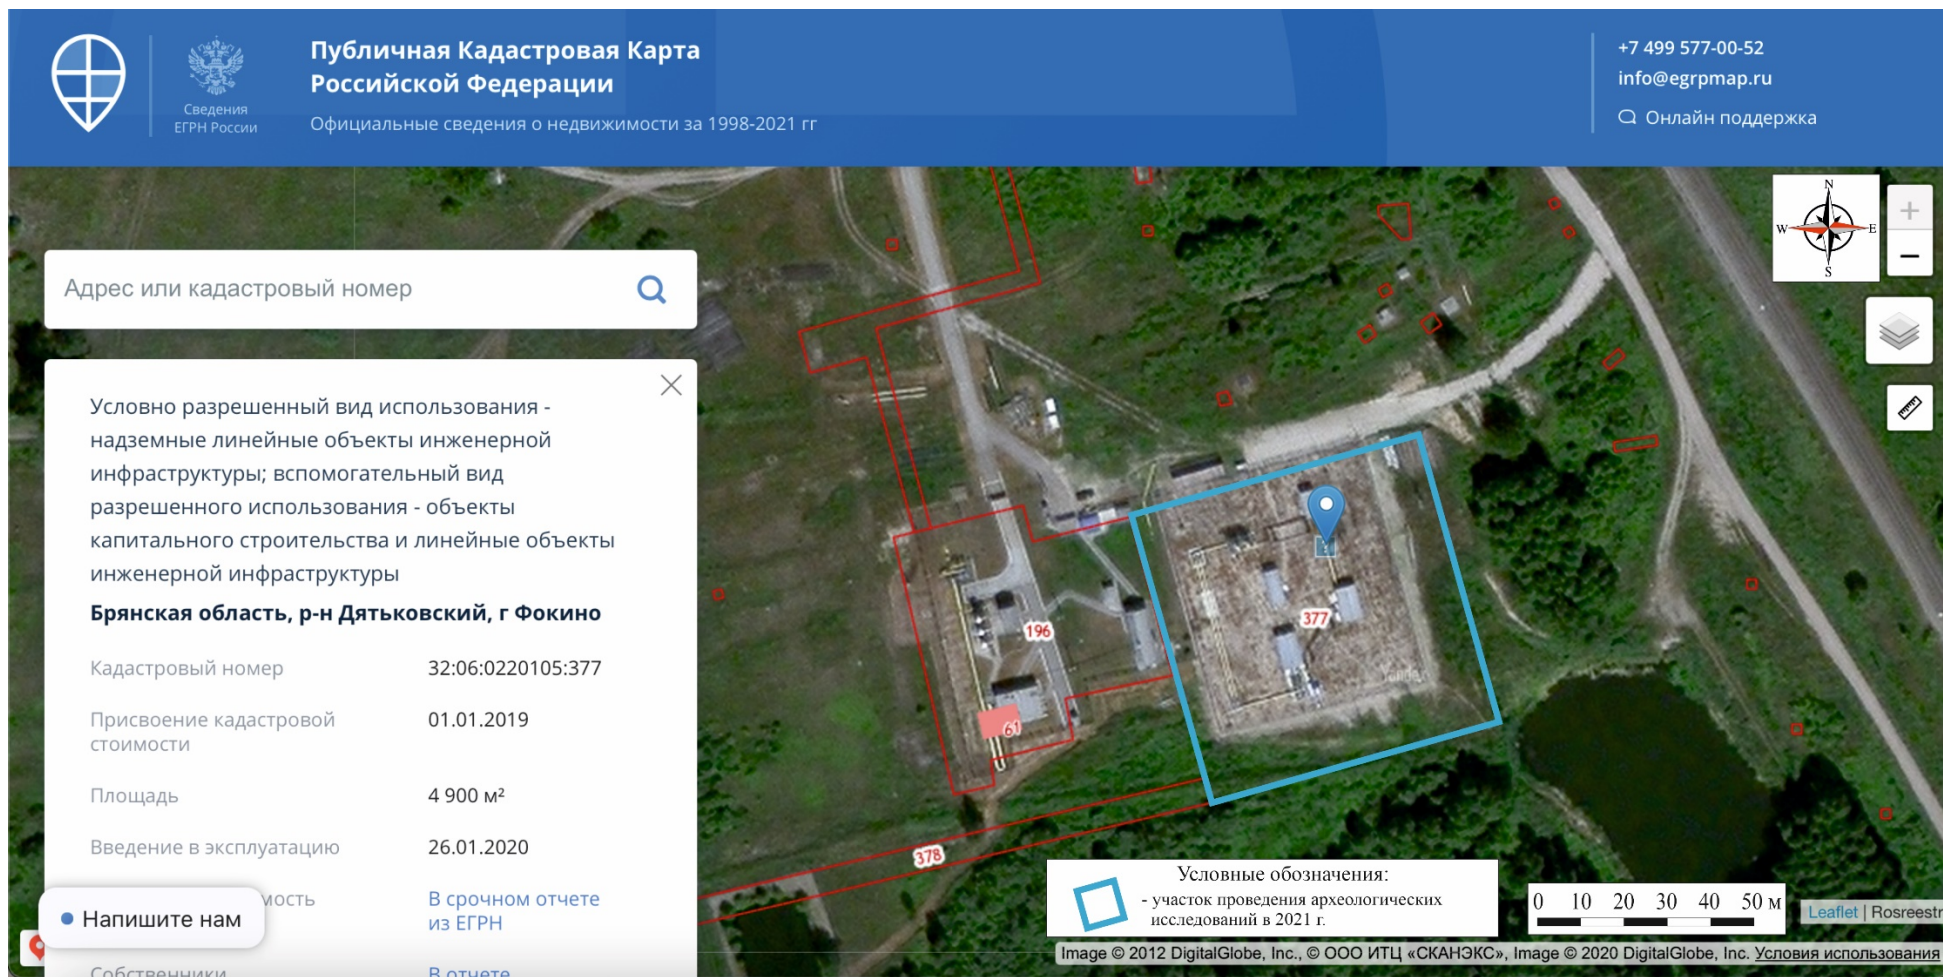 Публичная Кадастровая Карта
Российской Федерации
Официальные сведения о недвижимости за 1998-2021 гг
Сведения
ЕГРН России
+7 499 577-00-52
info@egrpmap.ru
Онлайн поддержка
N
W
E
S
+
−
Адрес или кадастровый номер
Условно разрешенный вид использования -
надземные линейные объекты инженерной
инфраструктуры; вспомогательный вид
разрешенного использования - объекты
капитального строительства и линейные объекты
инженерной инфраструктуры
Брянская область, р-н Дятьковский, г Фокино
Кадастровый номер 32:06:0220105:377
Присвоение кадастровой 01.01.2019
стоимости
Площадь 4 900 м²
Введение в эксплуатацию 26.01.2020
мость В срочном отчете
из ЕГРН
Напишите нам
Собственники В отчете
377
196
61
378
Yandex
Условные обозначения:
- участок проведения археологических
исследований в 2021 г.
0 10 20 30 40 50 м
Leaflet | Rosreestr
Image © 2012 DigitalGlobe, Inc., © ООО ИТЦ «СКАНЭКС», Image © 2020 DigitalGlobe, Inc. Условия использования